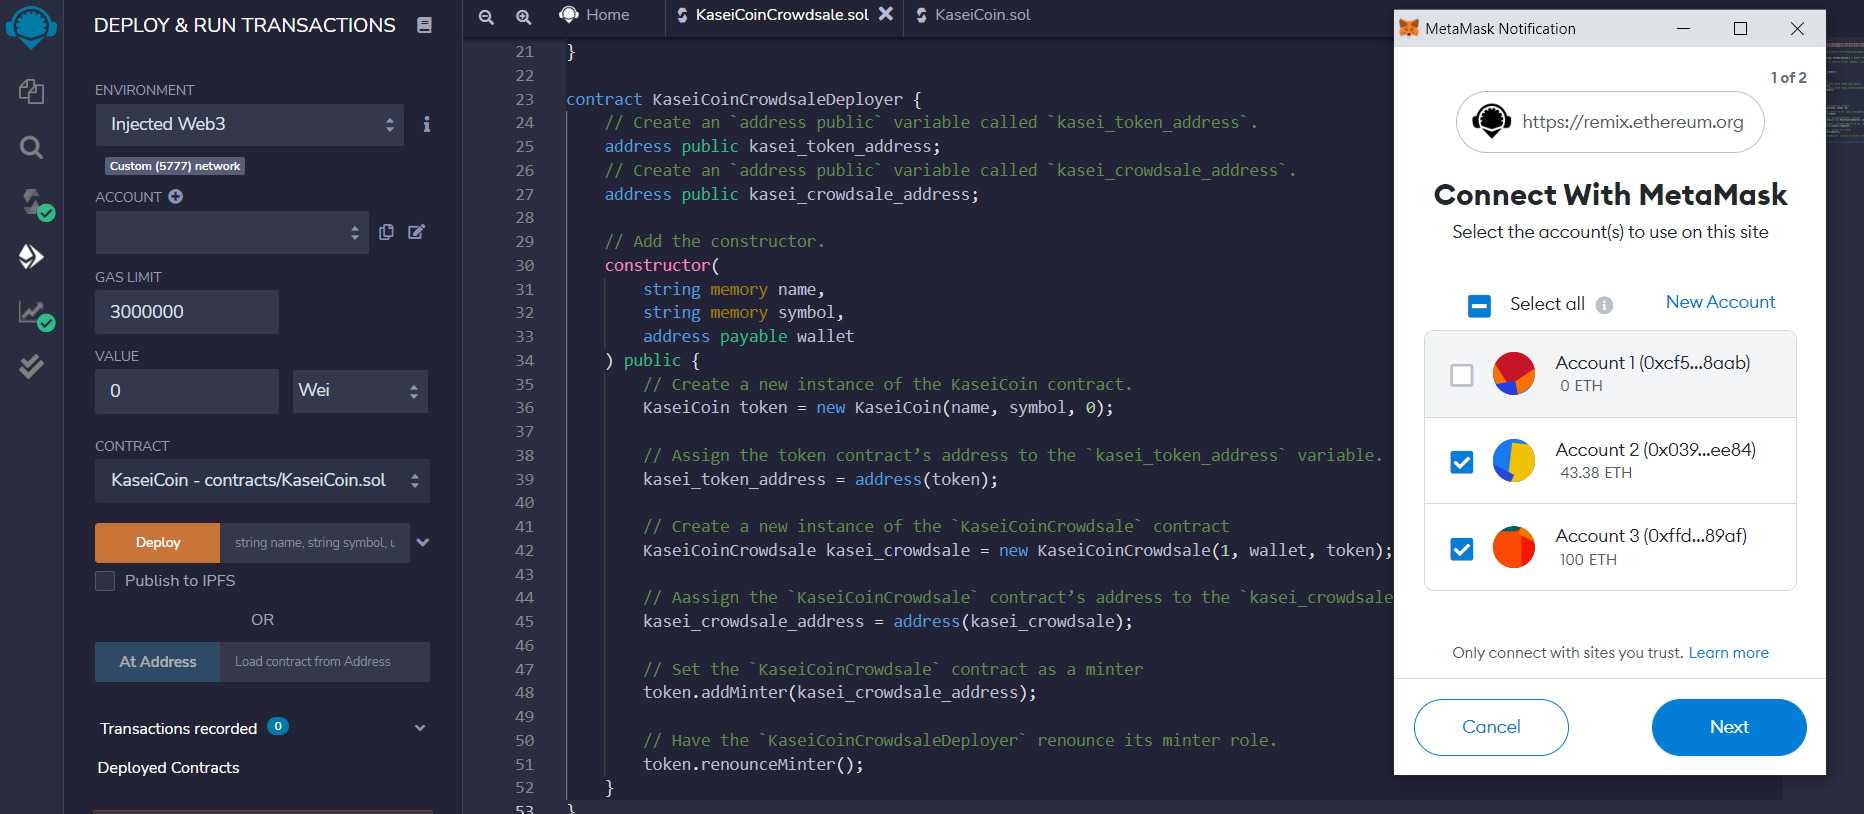 DEPLOY & RUN TRANSACTIONS
ENVIRONMENT
Injected Web3
Custom (5777) network
ACCOUNT
GAS LIMIT
3000000
VALUE
0
Wei
CONTRACT
KaseiCoin - contracts/KaseiCoin.sol
Deploy
string name, string symbol, u
Publish to IPFS
OR
At Address
Load contract from Address
Transactions recorded 0
Deployed Contracts
Home
KaseiCoinCrowdsale.sol
KaseiCoin.sol
21 }
22
23 contract KaseiCoinCrowdsaleDeployer {
24 // Create an `address public` variable called `kasei_token_address`.
25 address public kasei_token_address;
26 // Create an `address public` variable called `kasei_crowdsale_address`.
27 address public kasei_crowdsale_address;
28
29 // Add the constructor.
30 constructor(
31 string memory name,
32 string memory symbol,
33 address payable wallet
34 ) public {
35 // Create a new instance of the KaseiCoin contract.
36 KaseiCoin token = new KaseiCoin(name, symbol, 0);
37
38 // Assign the token contract’s address to the `kasei_token_address` variable.
39 kasei_token_address = address(token);
40
41 // Create a new instance of the `KaseiCoinCrowdsale` contract
42 KaseiCoinCrowdsale kasei_crowdsale = new KaseiCoinCrowdsale(1, wallet, token);
43
44 // Aassign the `KaseiCoinCrowdsale` contract’s address to the `kasei_crowdsale
45 kasei_crowdsale_address = address(kasei_crowdsale);
46
47 // Set the `KaseiCoinCrowdsale` contract as a minter
48 token.addMinter(kasei_crowdsale_address);
49
50 // Have the `KaseiCoinCrowdsaleDeployer` renounce its minter role.
51 token.renounceMinter();
52 }
53 }
MetaMask Notification
1 of 2
https://remix.ethereum.org
Connect With MetaMask
Select the account(s) to use on this site
Select all
New Account
Account 1 (0xcf5...8aab)
0 ETH
Account 2 (0x039...ee84)
43.38 ETH
Account 3 (0xffd...89af)
100 ETH
Only connect with sites you trust. Learn more
Cancel
Next